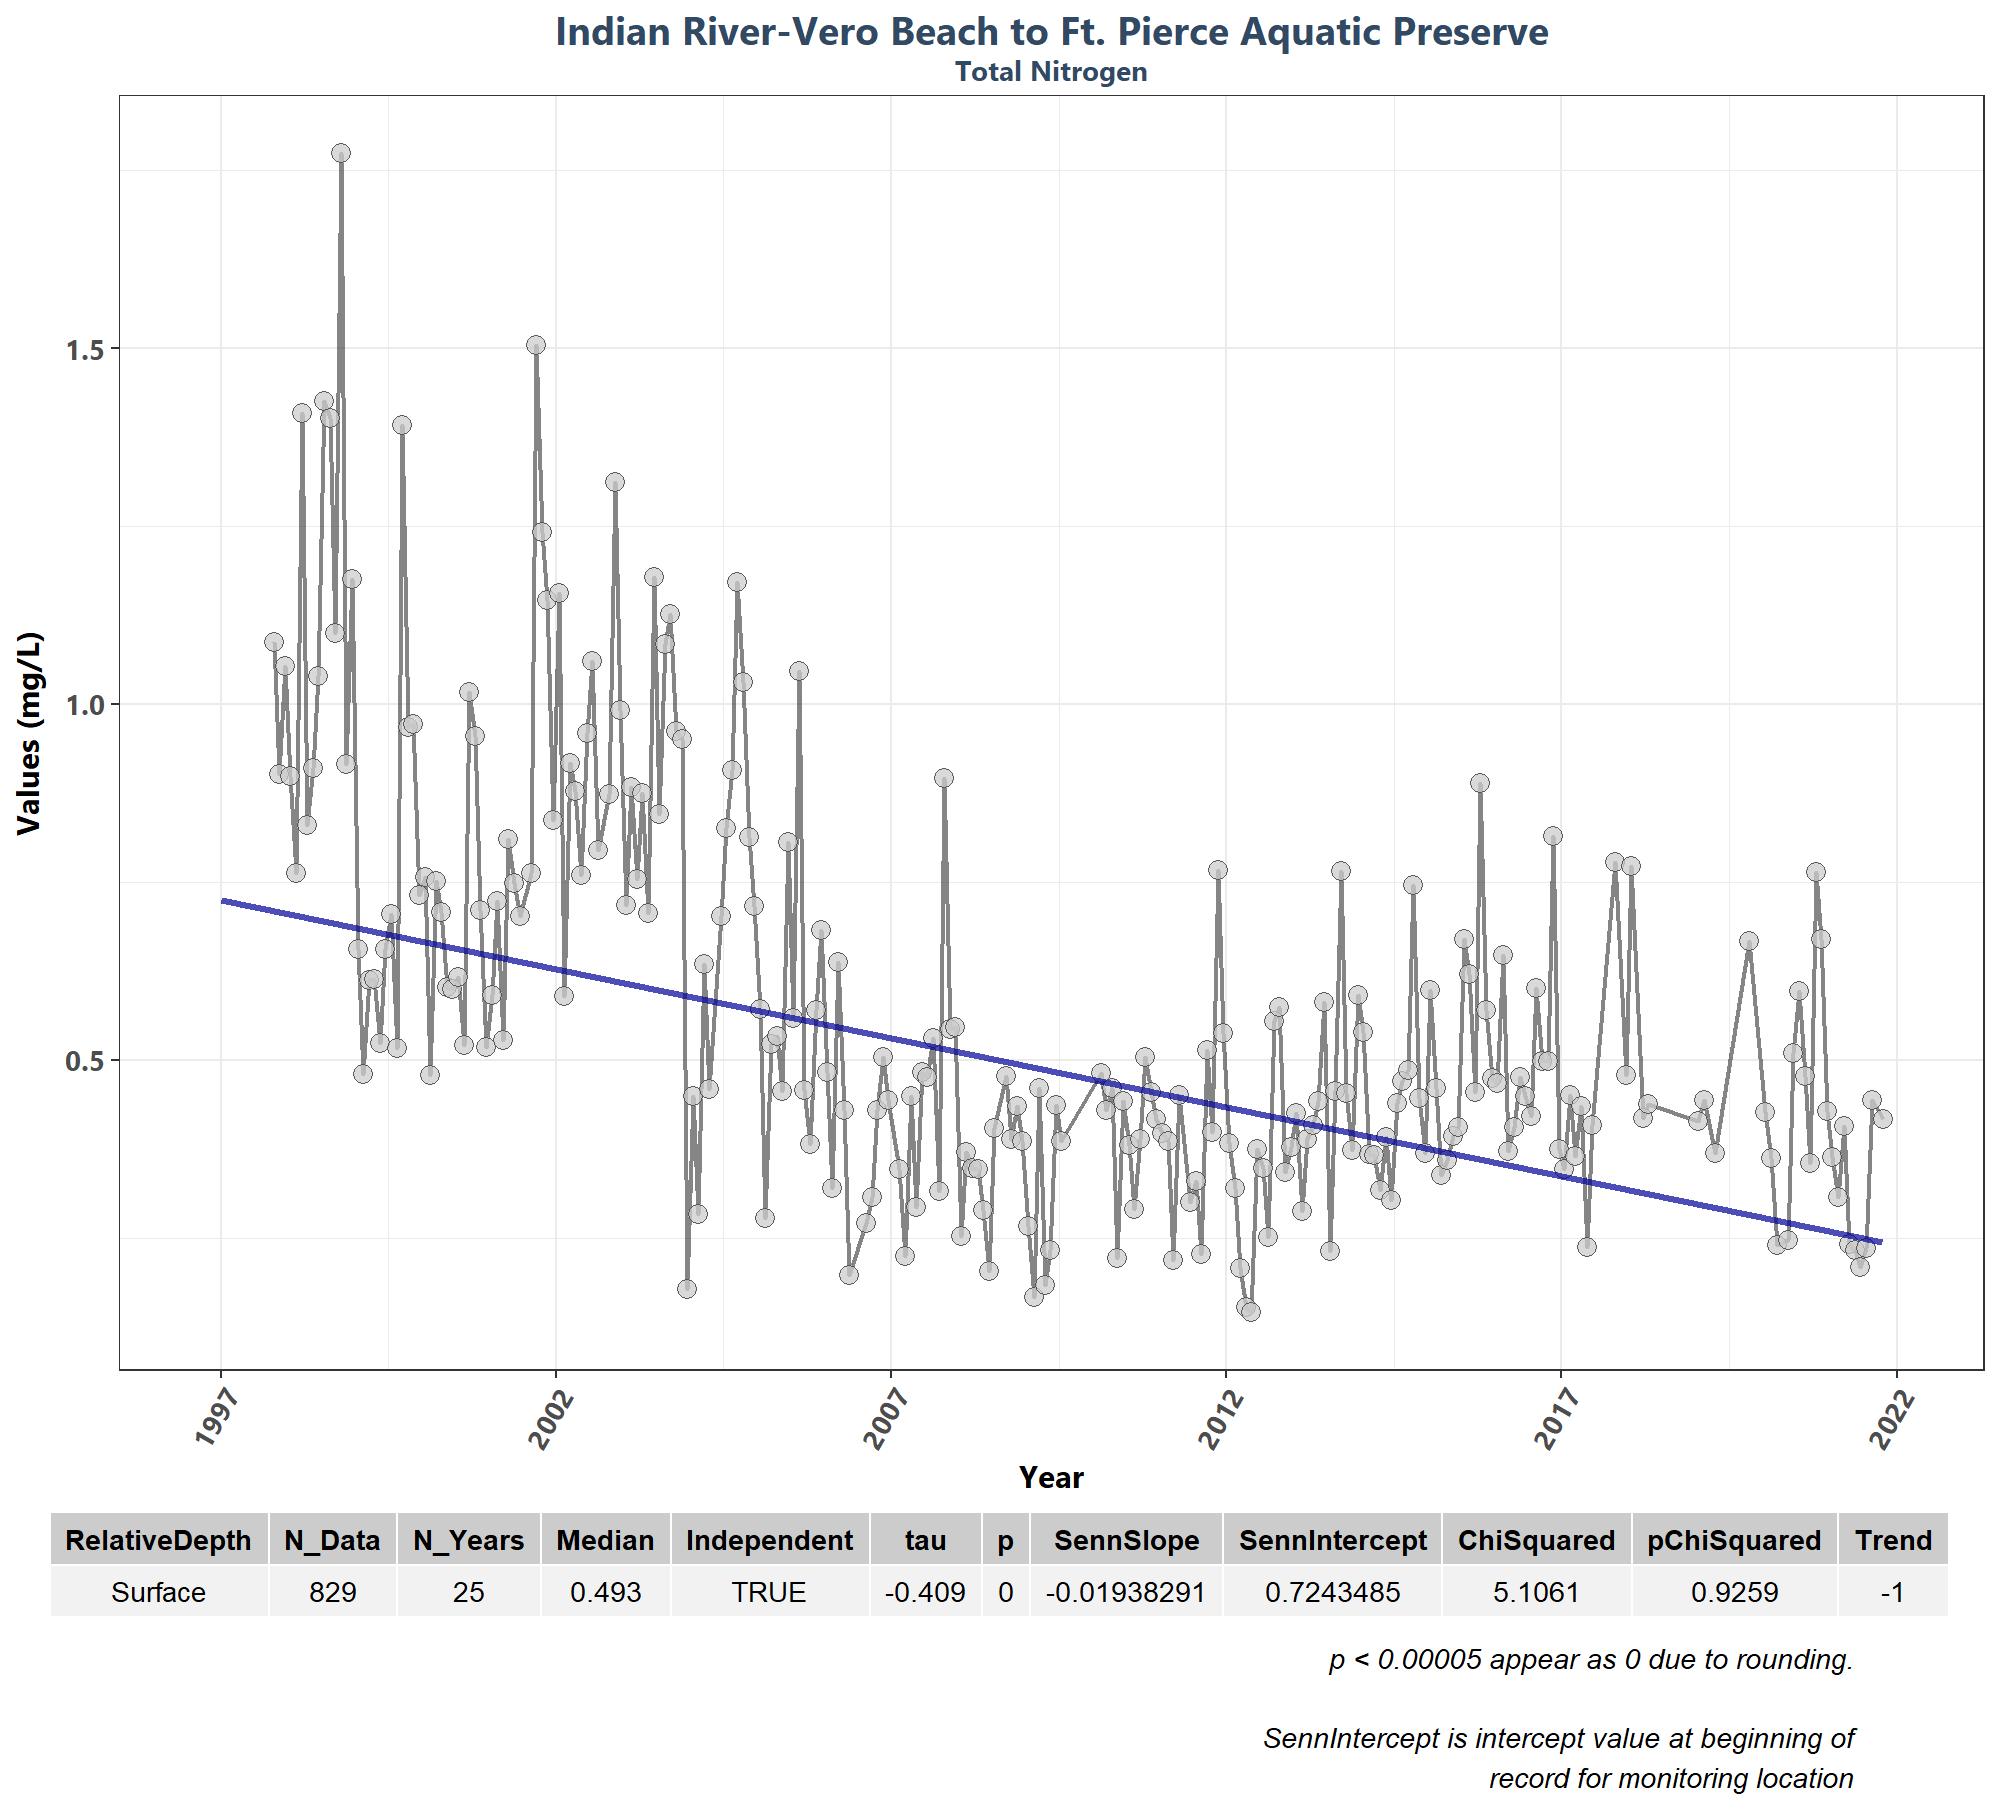 Indian River-Vero Beach to Ft. Pierce Aquatic Preserve
Total Nitrogen
Values (mg/L)
1.5
1.0
0.5
1997 2002 2007 2012 2017 2022
Year
RelativeDepth N_Data N_Years Median Independent tau p SennSlope SennIntercept ChiSquared pChiSquared Trend
Surface 829 25 0.493 TRUE -0.409 0 -0.01938291 0.7243485 5.1061 0.9259 -1
p < 0.00005 appear as 0 due to rounding.
SennIntercept is intercept value at beginning of
record for monitoring location